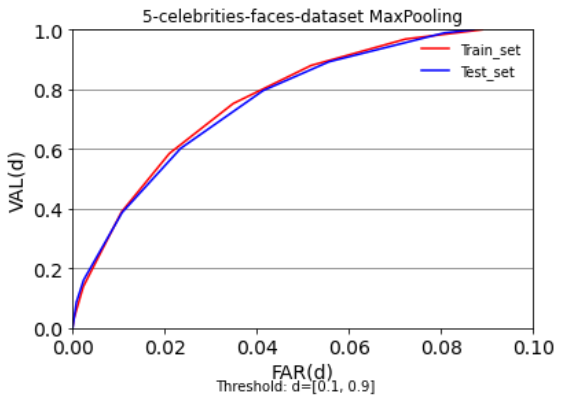 5-celebrities-faces-dataset MaxPooling
Train_set
Test_set
VAL(d)
1.0
0.8
0.6
0.4
0.2
0.0
0.00 0.02 0.04 0.06 0.08 0.10
FAR(d)
Threshold: d=[0.1, 0.9]